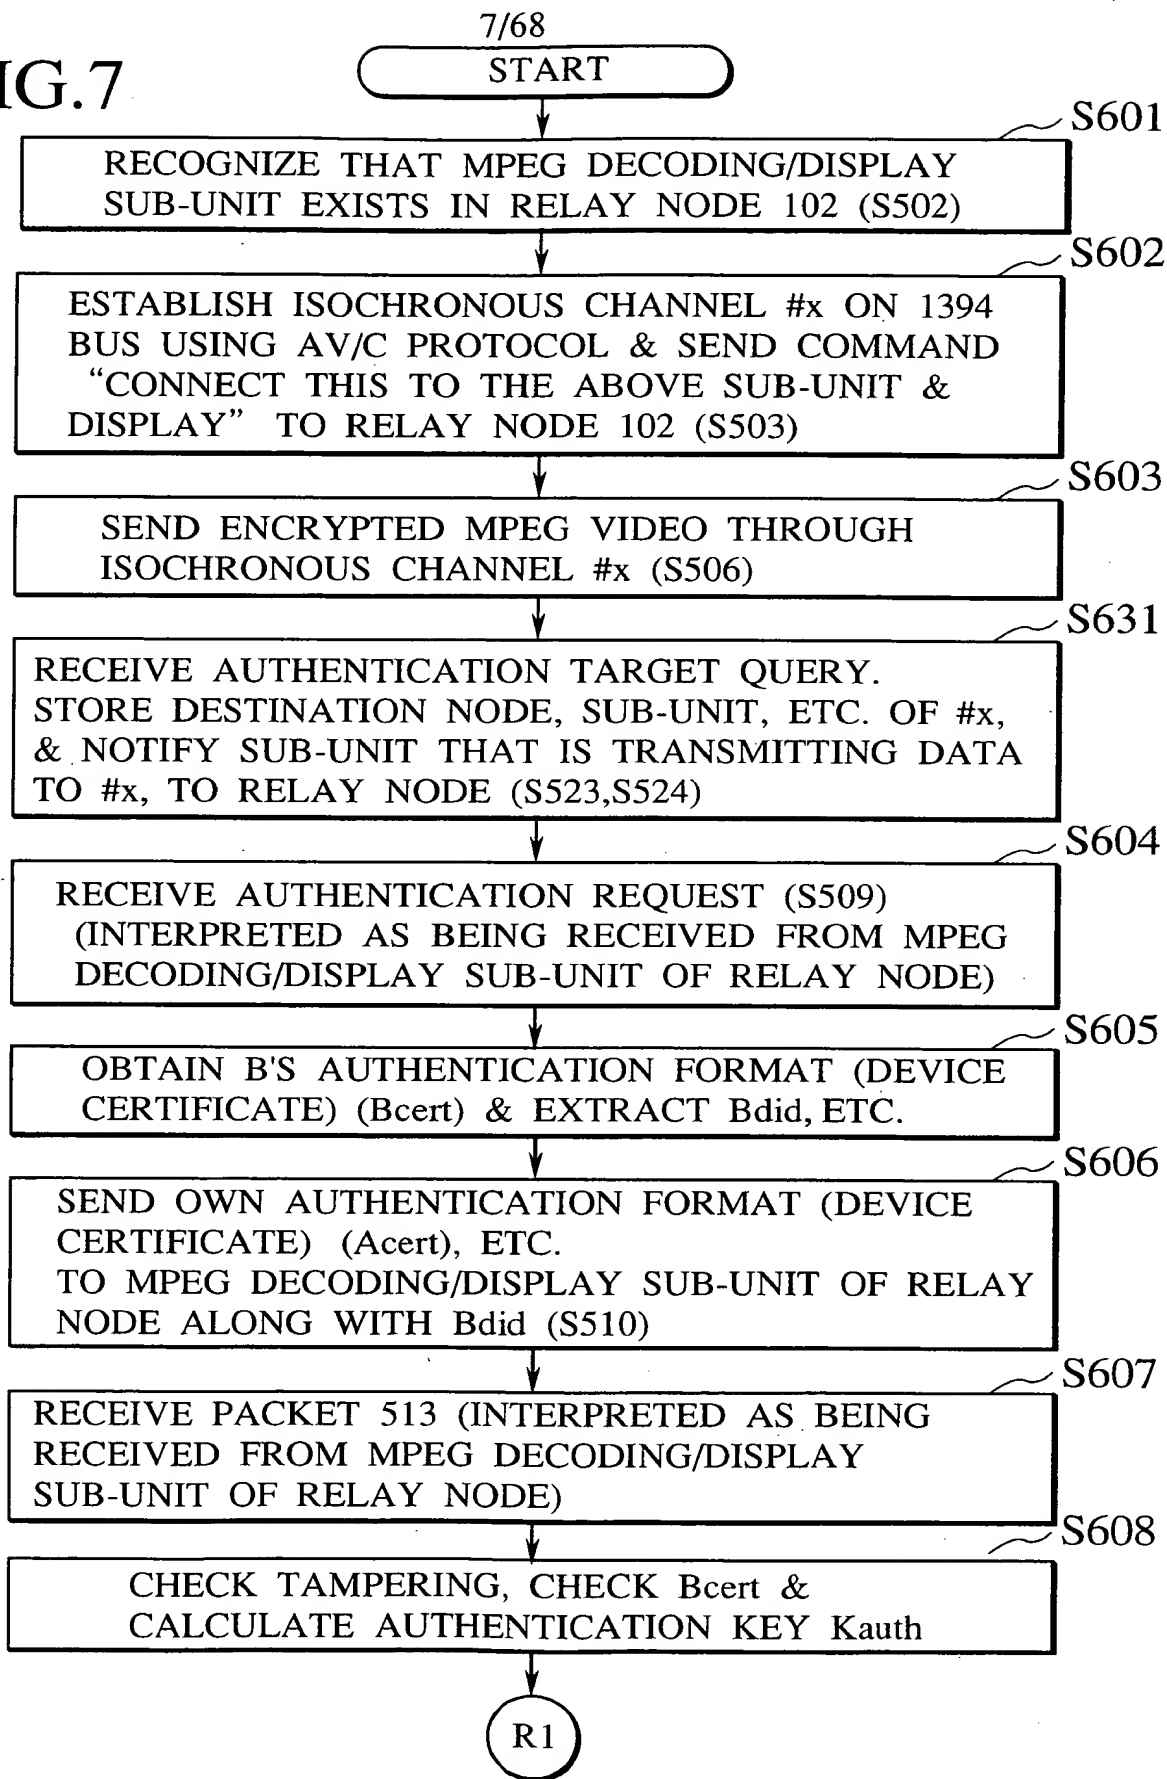 7/68
IG.7
START
S601
RECOGNIZE THAT MPEG DECODING/DISPLAY
SUB-UNIT EXISTS IN RELAY NODE 102 (S502)
S602
ESTABLISH ISOCHRONOUS CHANNEL #x ON 1394
BUS USING AV/C PROTOCOL & SEND COMMAND
“CONNECT THIS TO THE ABOVE SUB-UNIT &
DISPLAY” TO RELAY NODE 102 (S503)
S603
SEND ENCRYPTED MPEG VIDEO THROUGH
ISOCHRONOUS CHANNEL #x (S506)
S631
RECEIVE AUTHENTICATION TARGET QUERY.
STORE DESTINATION NODE, SUB-UNIT, ETC. OF #x,
& NOTIFY SUB-UNIT THAT IS TRANSMITTING DATA
TO #x, TO RELAY NODE (S523,S524)
S604
RECEIVE AUTHENTICATION REQUEST (S509)
(INTERPRETED AS BEING RECEIVED FROM MPEG
DECODING/DISPLAY SUB-UNIT OF RELAY NODE)
S605
OBTAIN B'S AUTHENTICATION FORMAT (DEVICE
CERTIFICATE) (Bcert) & EXTRACT Bdid, ETC.
S606
SEND OWN AUTHENTICATION FORMAT (DEVICE
CERTIFICATE) (Acert), ETC.
TO MPEG DECODING/DISPLAY SUB-UNIT OF RELAY
NODE ALONG WITH Bdid (S510)
S607
RECEIVE PACKET 513 (INTERPRETED AS BEING
RECEIVED FROM MPEG DECODING/DISPLAY
SUB-UNIT OF RELAY NODE)
S608
CHECK TAMPERING, CHECK Bcert &
CALCULATE AUTHENTICATION KEY Kauth
R1